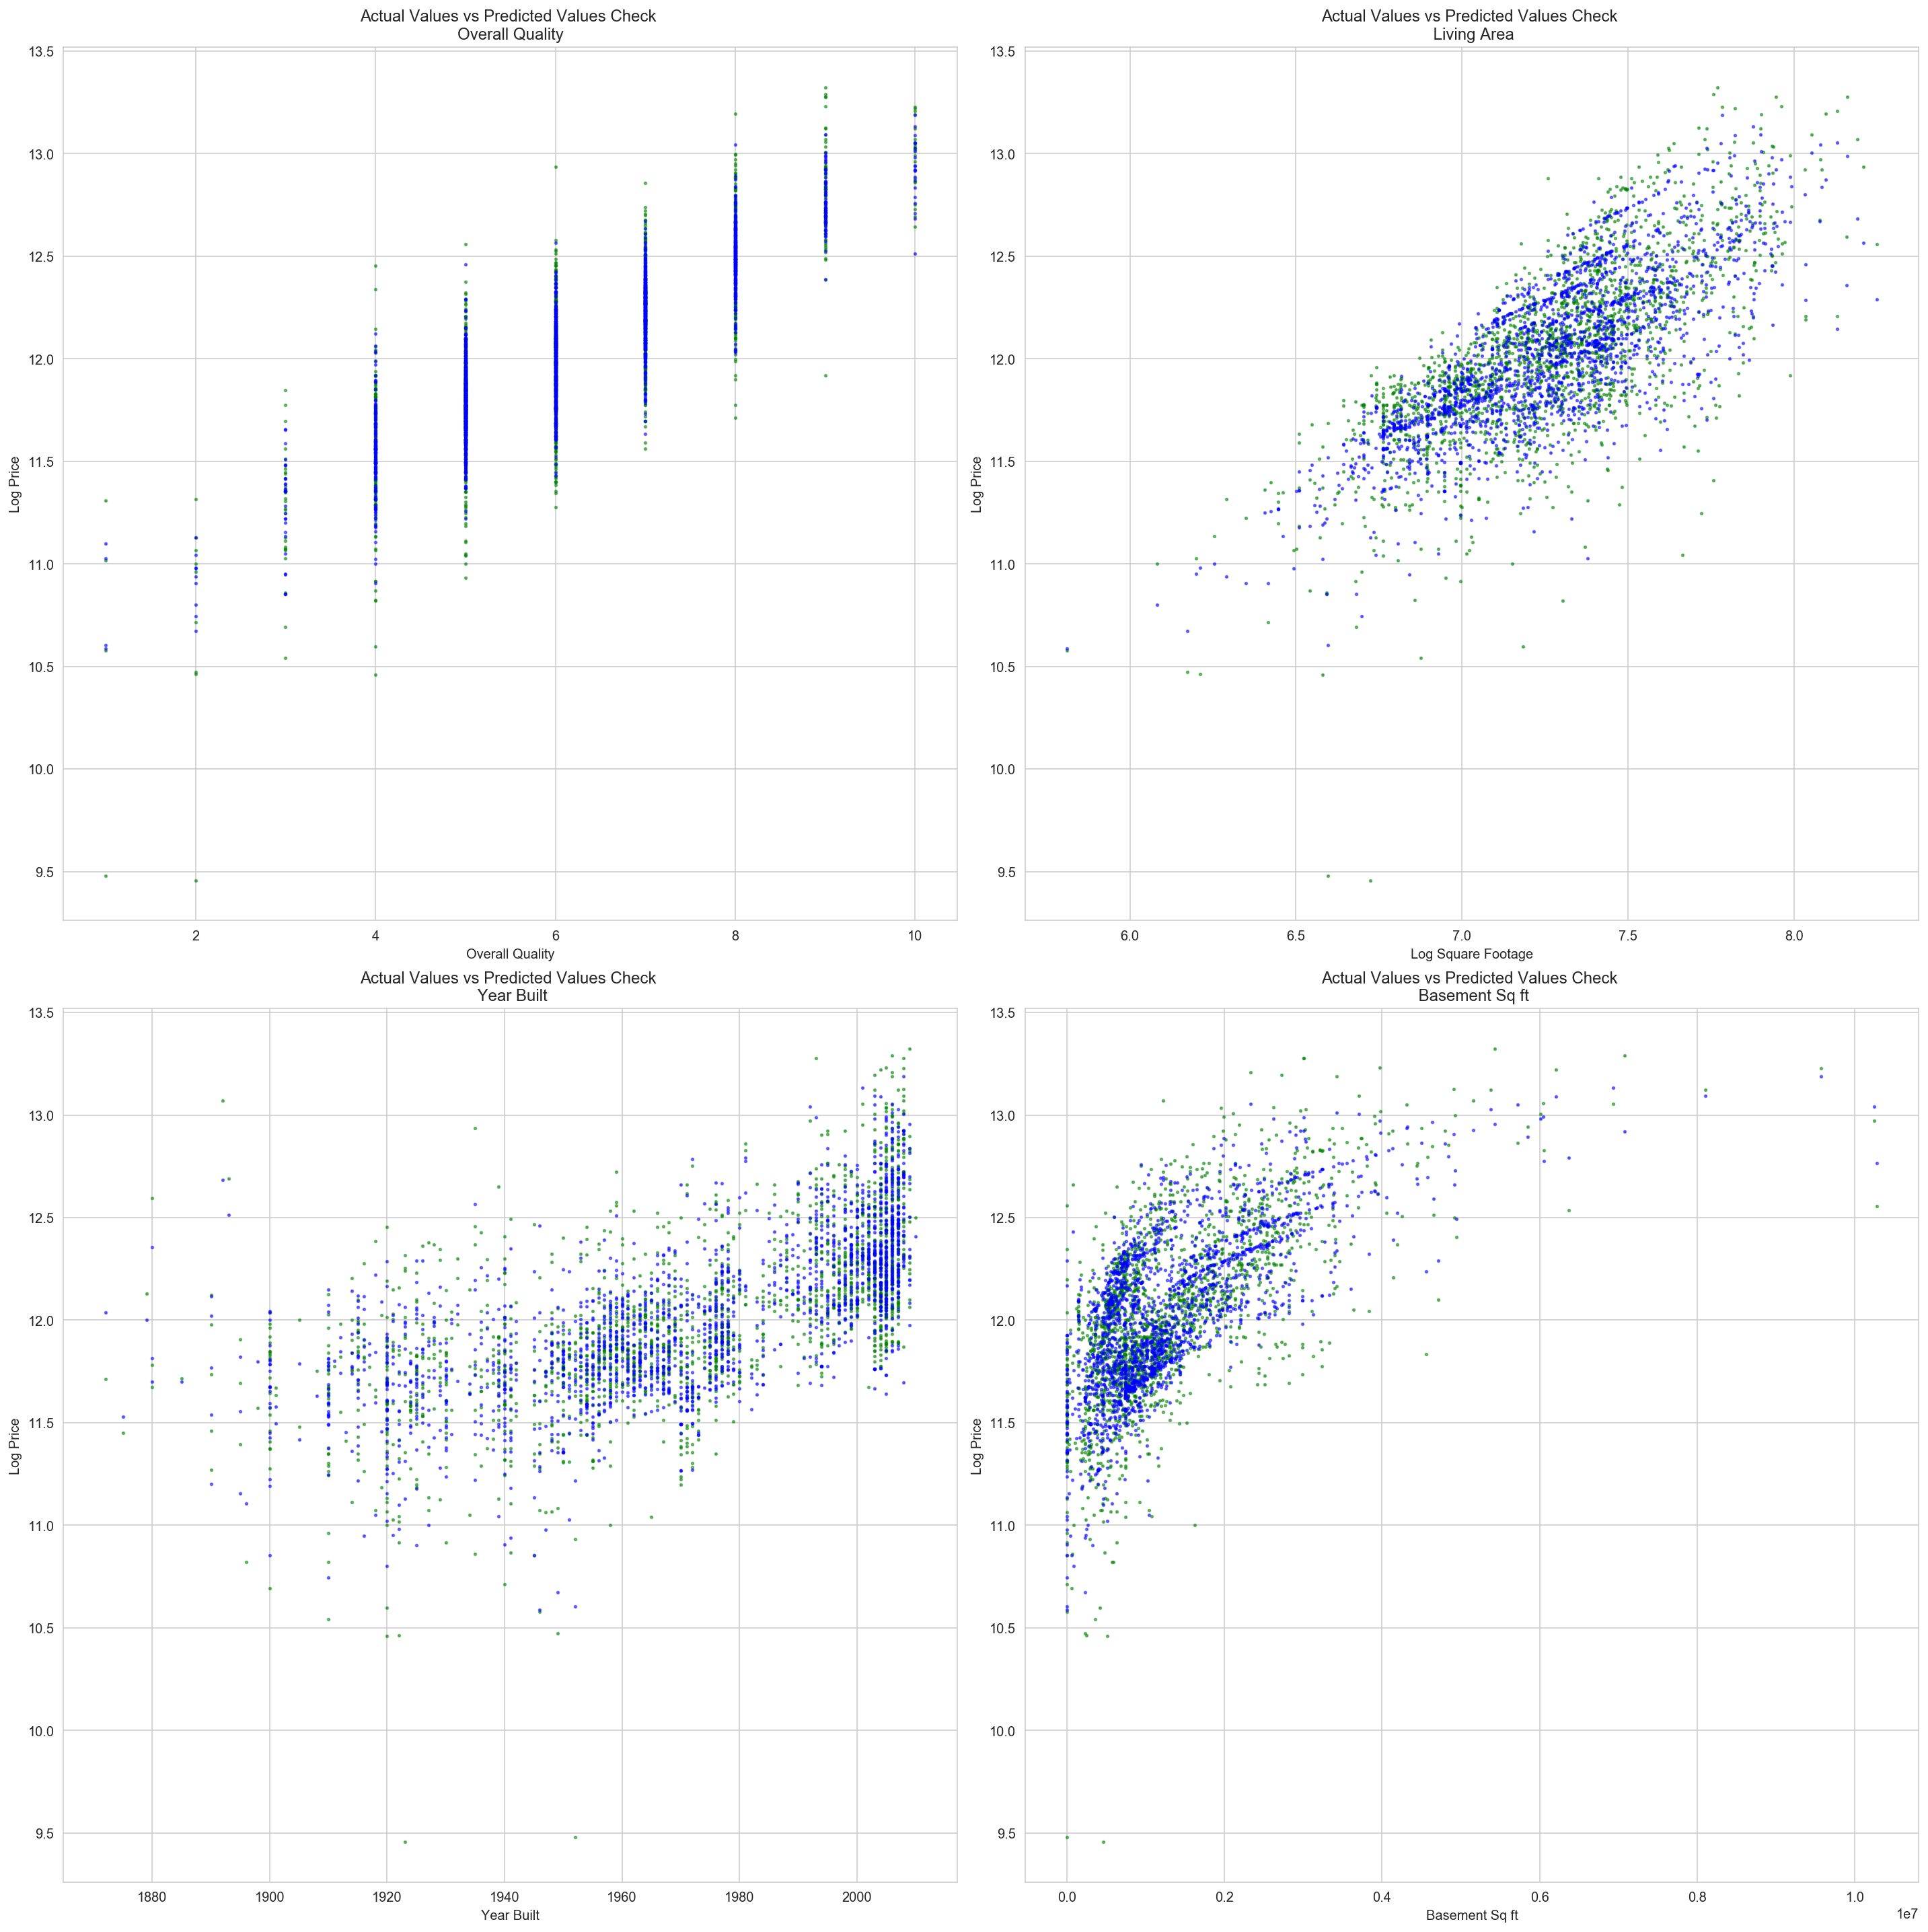 Actual Values vs Predicted Values Check
Overall Quality
13.5
13.0
12.5
12.0
11.5
11.0
10.5
10.0
9.5
Log Price
2 4 6 8 10
Overall Quality
Actual Values vs Predicted Values Check
Living Area
13.5
13.0
12.5
12.0
11.5
11.0
10.5
10.0
9.5
Log Price
6.0 6.5 7.0 7.5 8.0
Log Square Footage
Actual Values vs Predicted Values Check
Year Built
13.5
13.0
12.5
12.0
11.5
11.0
10.5
10.0
9.5
Log Price
1880 1900 1920 1940 1960 1980 2000
Year Built
Actual Values vs Predicted Values Check
Basement Sq ft
13.5
13.0
12.5
12.0
11.5
11.0
10.5
10.0
9.5
Log Price
0.0 0.2 0.4 0.6 0.8 1.0
1e7
Basement Sq ft